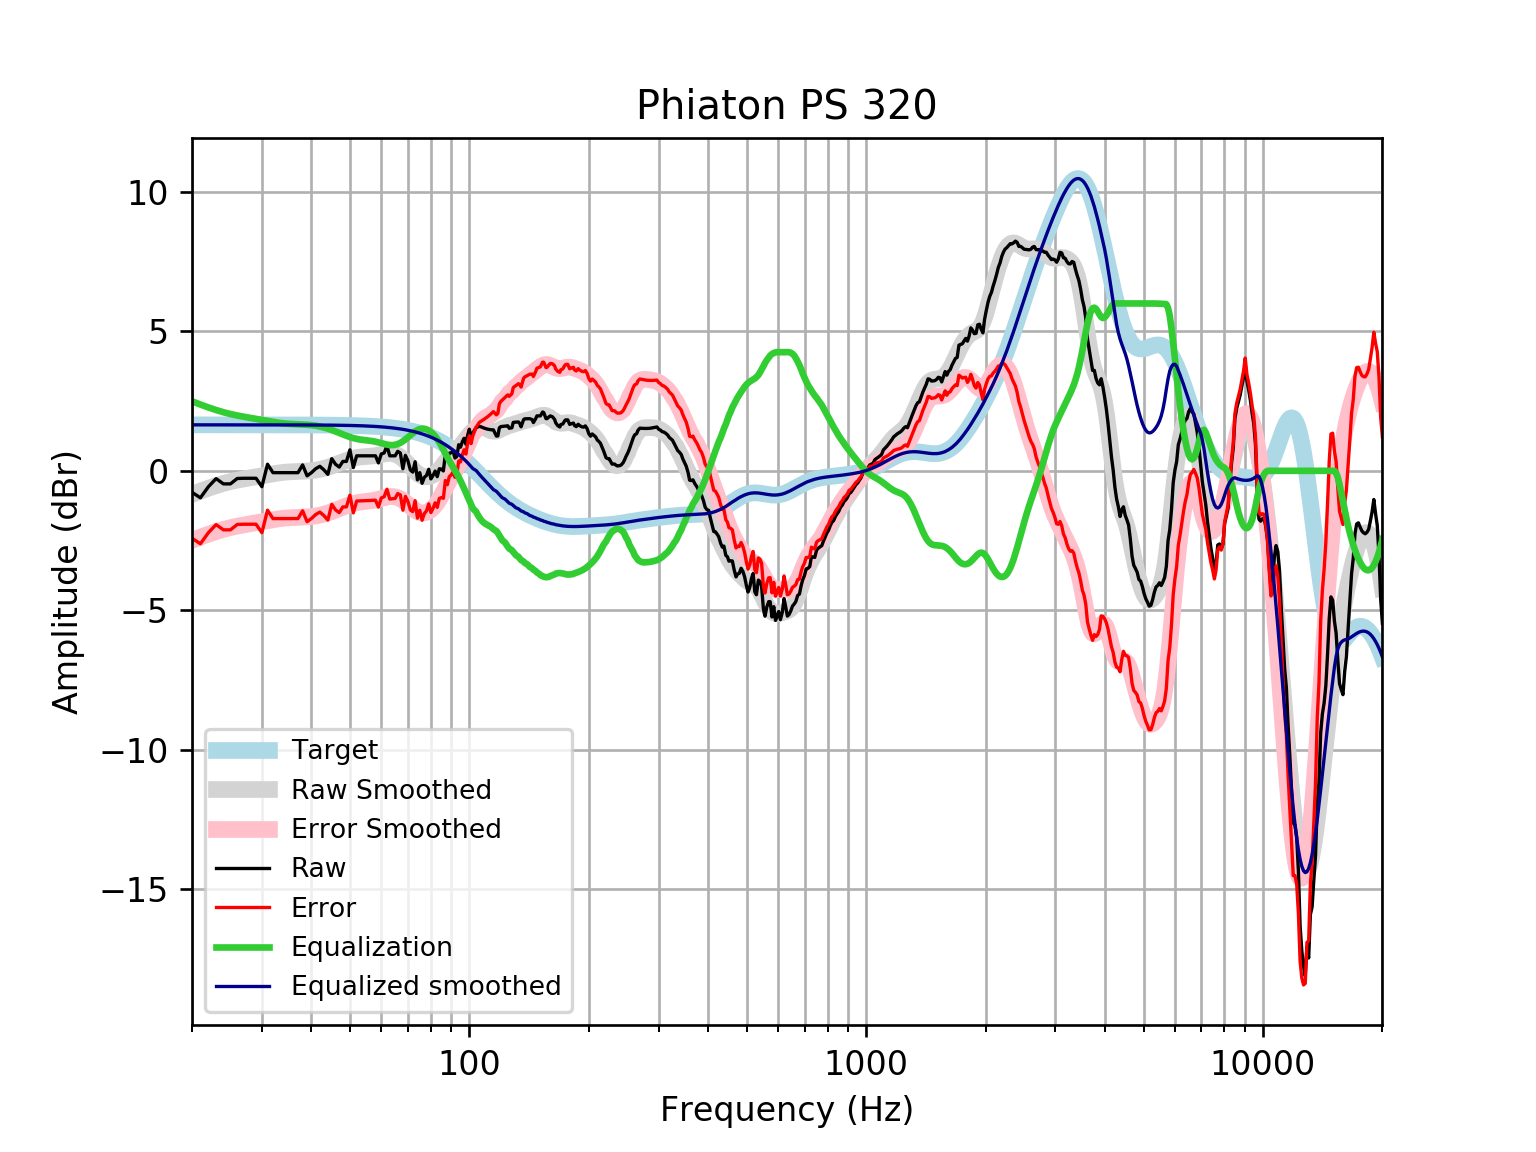 Phiaton PS 320
Amplitude (dBr)
10
5
0
−5
−10
−15
Target
Raw Smoothed
Error Smoothed
Raw
Error
Equalization
Equalized smoothed
100
1000
10000
Frequency (Hz)